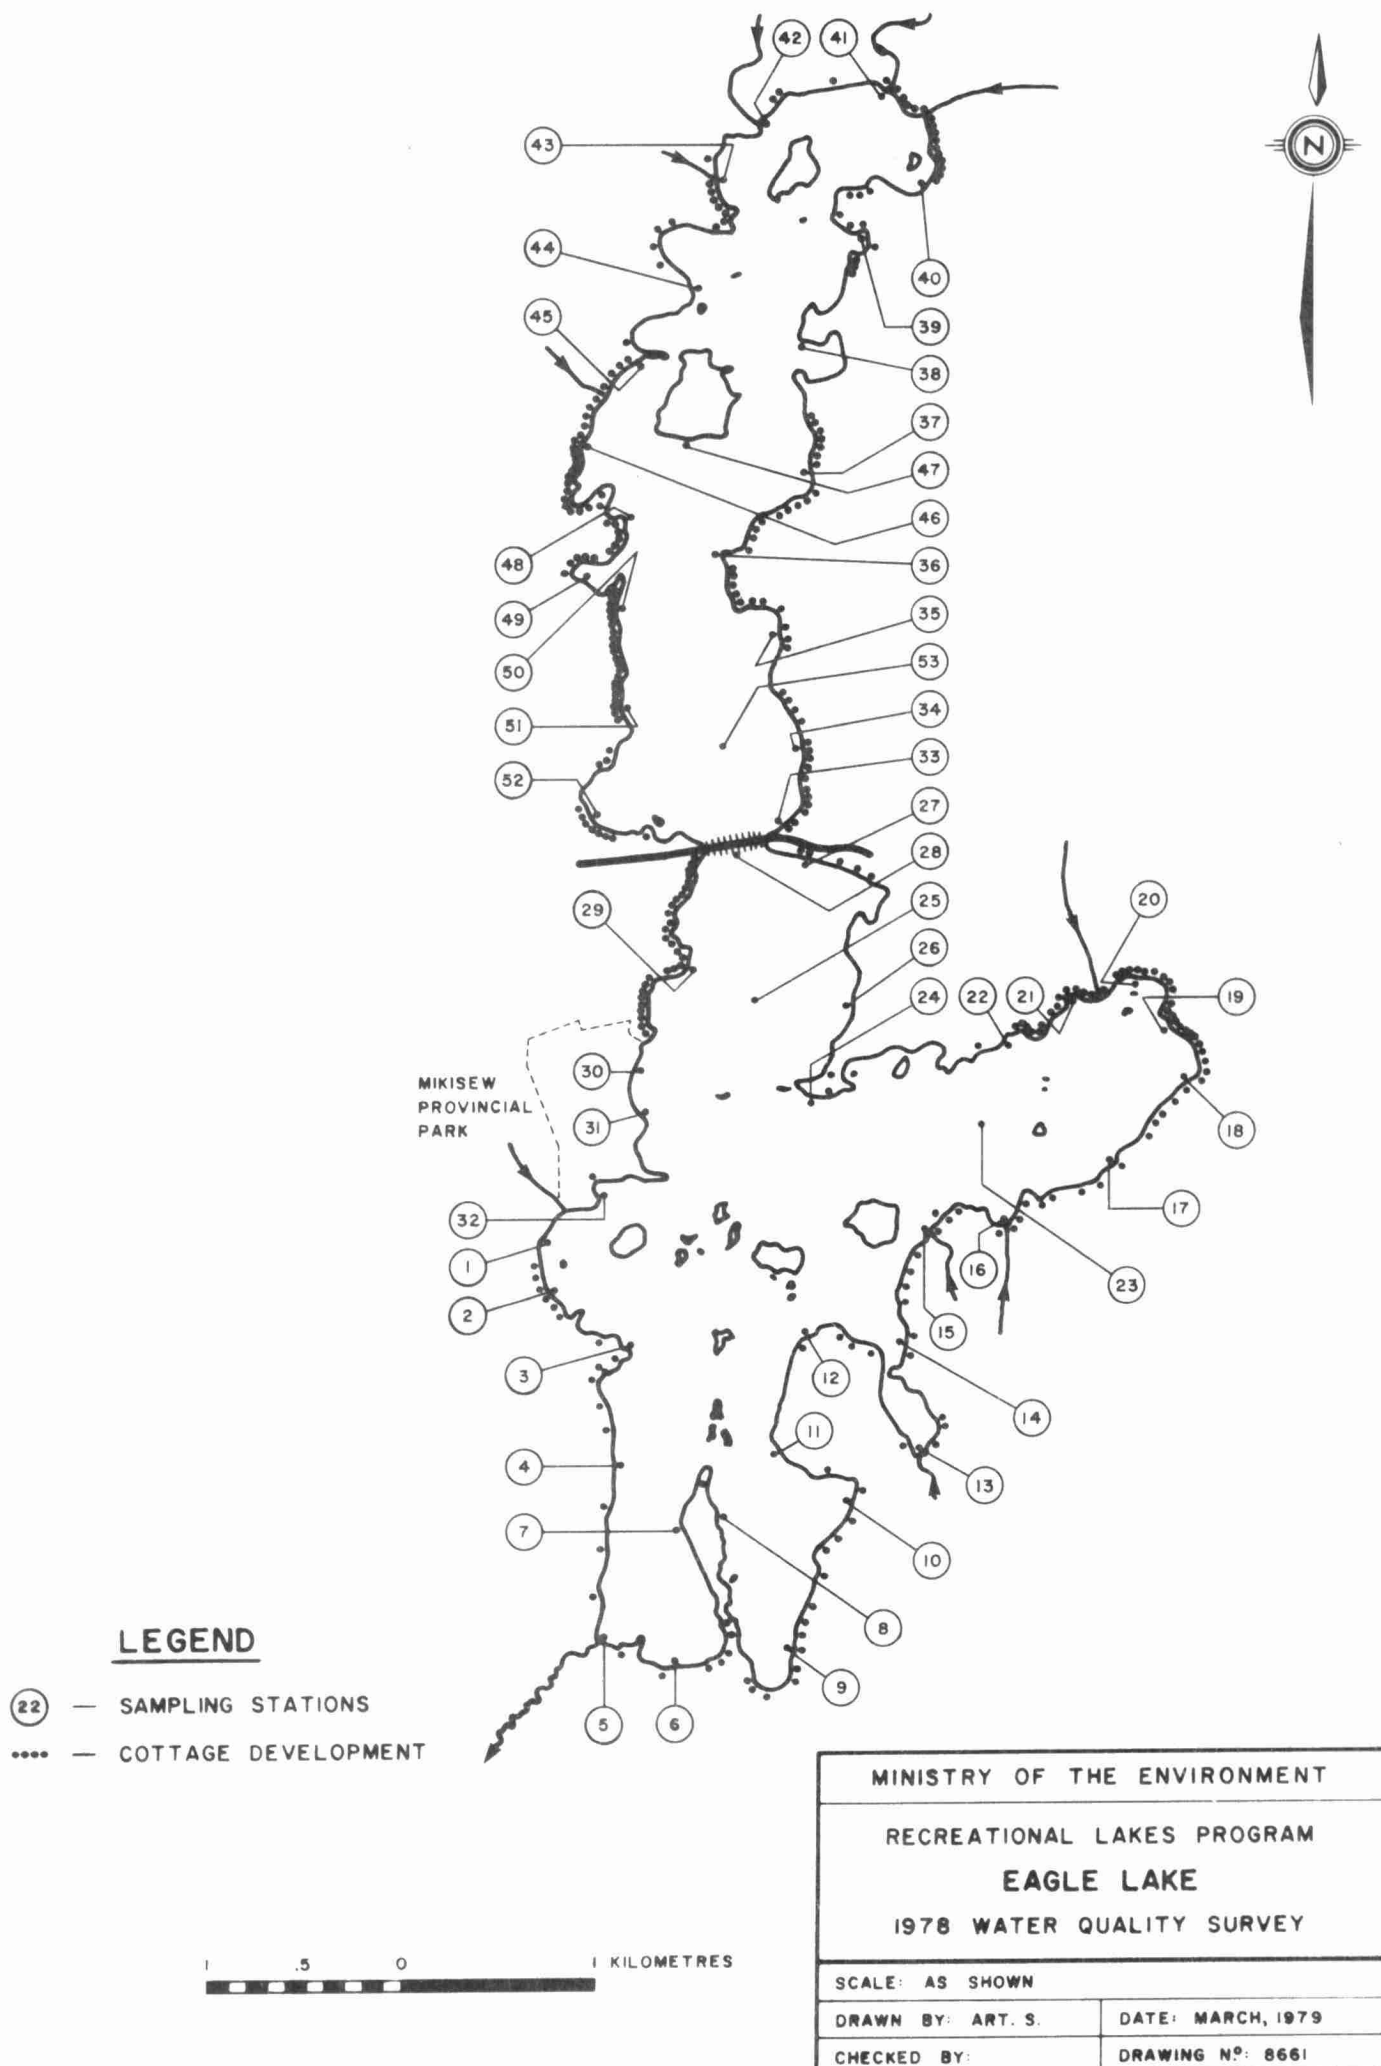 42 41
N
43
44
40
45
39
38
37
47
46
48
36
49
35
50
53
34
51
33
52
27
28
25
20
29
26
24 22 21 19
30
MIKISEW
PROVINCIAL
PARK
31
18
32
17
1
16
23
2
15
3
12
14
11
4
13
7
10
8
9
5 6
LEGEND
22 — SAMPLING STATIONS
•••• — COTTAGE DEVELOPMENT
1 .5 0 1 KILOMETRES
MINISTRY OF THE ENVIRONMENT
RECREATIONAL LAKES PROGRAM
EAGLE LAKE
1978 WATER QUALITY SURVEY
SCALE: AS SHOWN
DRAWN BY: ART. S. DATE: MARCH, 1979
CHECKED BY: DRAWING Nº: 8661